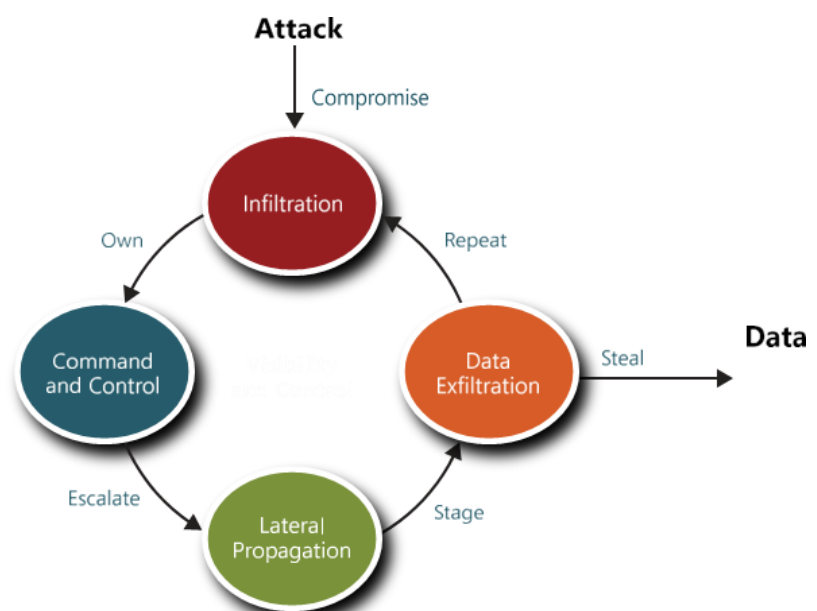 Attack
Compromise
Infiltration
Own
Repeat
Command
and Control
Data
Exfiltration
Steal
Data
Escalate
Stage
Lateral
Propagation